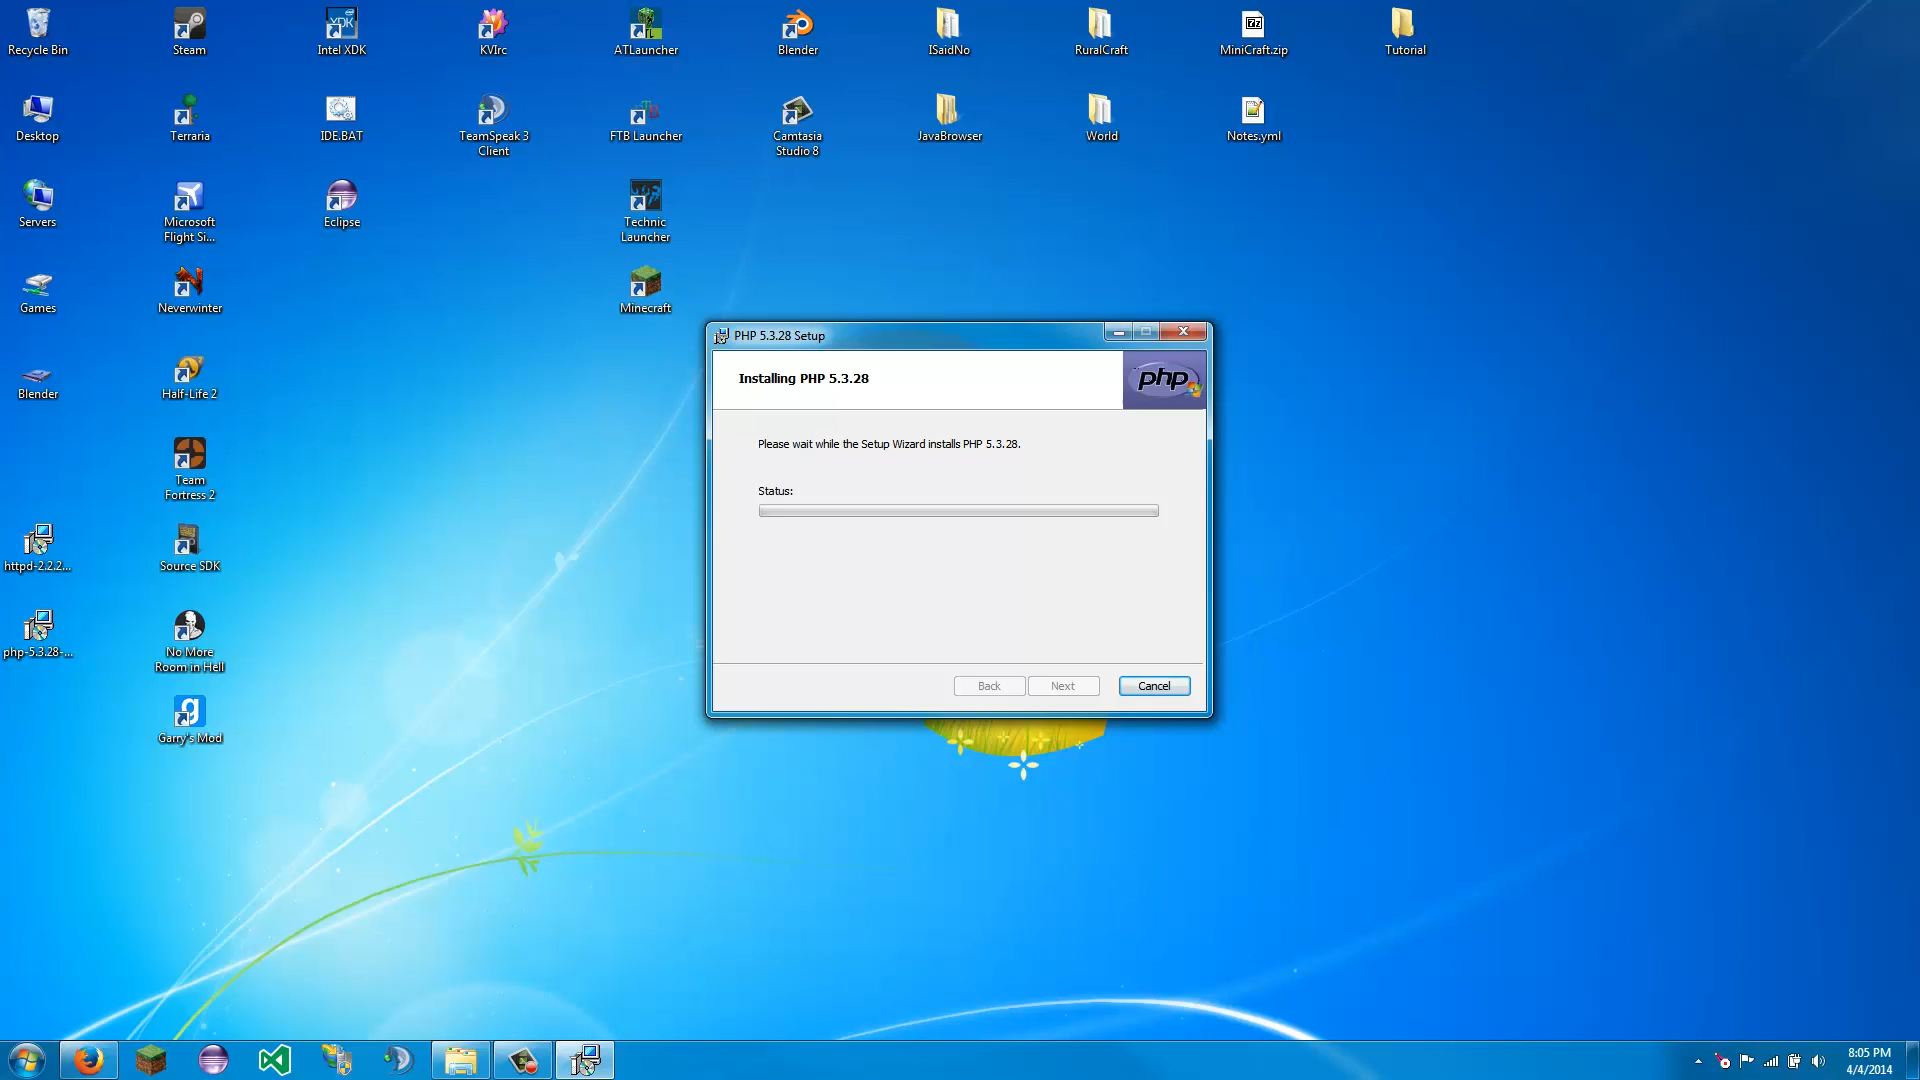 Recycle Bin
Steam
Intel XDK
KVIrc
ATLauncher
Blender
ISaidNo
RuralCraft
MiniCraft.zip
Tutorial
Desktop
Terraria
IDE.BAT
TeamSpeak 3
Client
FTB Launcher
Camtasia
Studio 8
JavaBrowser
World
Notes.yml
Servers
Microsoft
Flight Si...
Eclipse
Technic
Launcher
Games
Neverwinter
Minecraft
Blender
Half-Life 2
Team
Fortress 2
httpd-2.2.2...
Source SDK
php-5.3.28-...
No More
Room in Hell
Garry's Mod
PHP 5.3.28 Setup
Installing PHP 5.3.28
php
Please wait while the Setup Wizard installs PHP 5.3.28.
Status:
Back
Next
Cancel
8:05 PM
4/4/2014